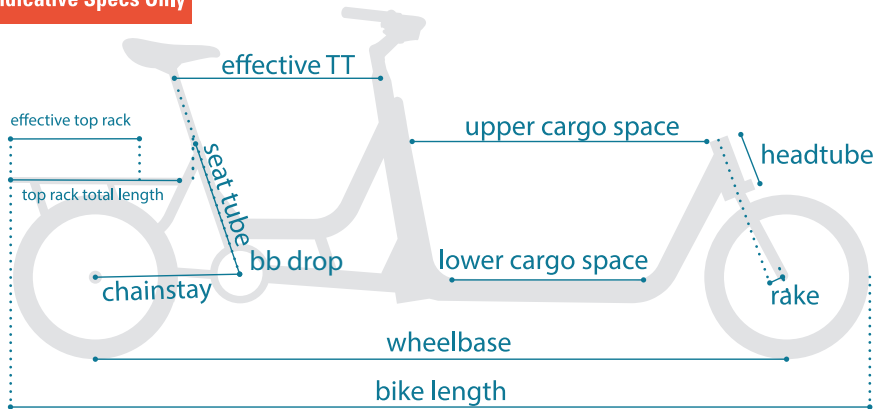 ndicative Specs Only
effective TT
effective top rack
upper cargo space
headtube
seat tube
top rack total length
bb drop
lower cargo space
chainstay
rake
wheelbase
bike length